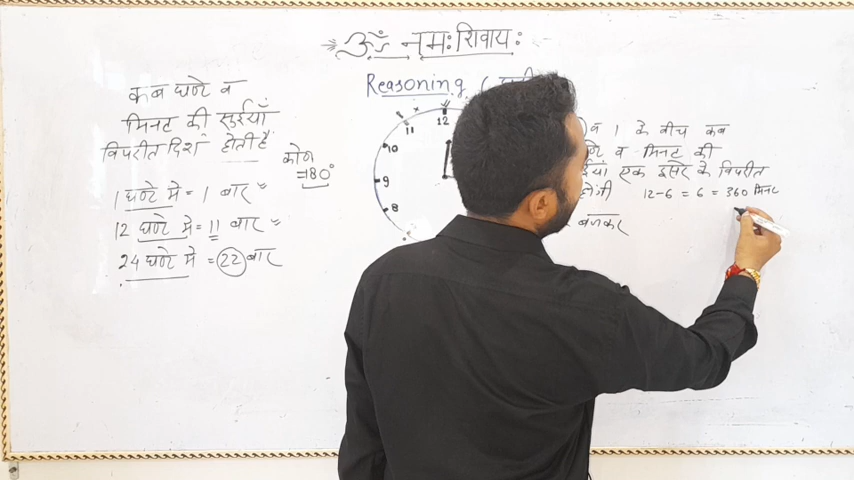 ॐ नमः शिवाय:
Reasoning (
कब घण्टे व
मिनट की सुईयाँ
विपरीत दिशा होती है
कोण
=180°
1 घण्टे मे = 1 बार "
12 घण्टे मे = 11 बार "
24 घण्टे मे = 22 बार
12
11
10
9
8
व 1 के बीच कब
व मिनट की
एक दूसरे के विपरीत
होंगी 12-6 = 6 = 360 मिनट
बजकर